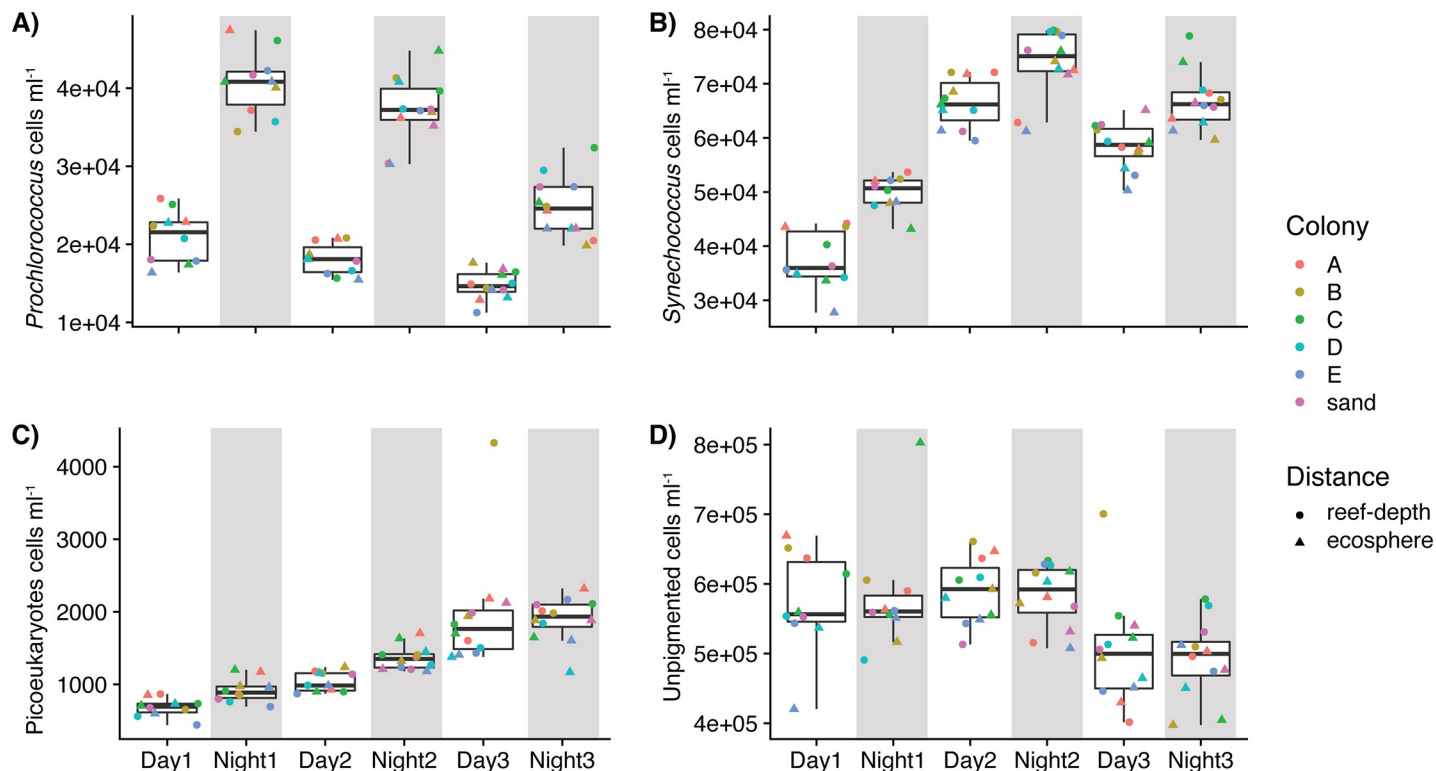 A)
Prochlorococcus cells ml-1
4e+04
3e+04
2e+04
1e+04
B)
Synechococcus cells ml-1
8e+04
7e+04
6e+04
5e+04
4e+04
3e+04
C)
Picoeukaryotes cells ml-1
4000
3000
2000
1000
Day1 Night1 Day2 Night2 Day3 Night3
D)
Unpigmented cells ml-1
8e+05
7e+05
6e+05
5e+05
4e+05
Day1 Night1 Day2 Night2 Day3 Night3
Colony
A
B
C
D
E
sand
Distance
reef-depth
ecosphere